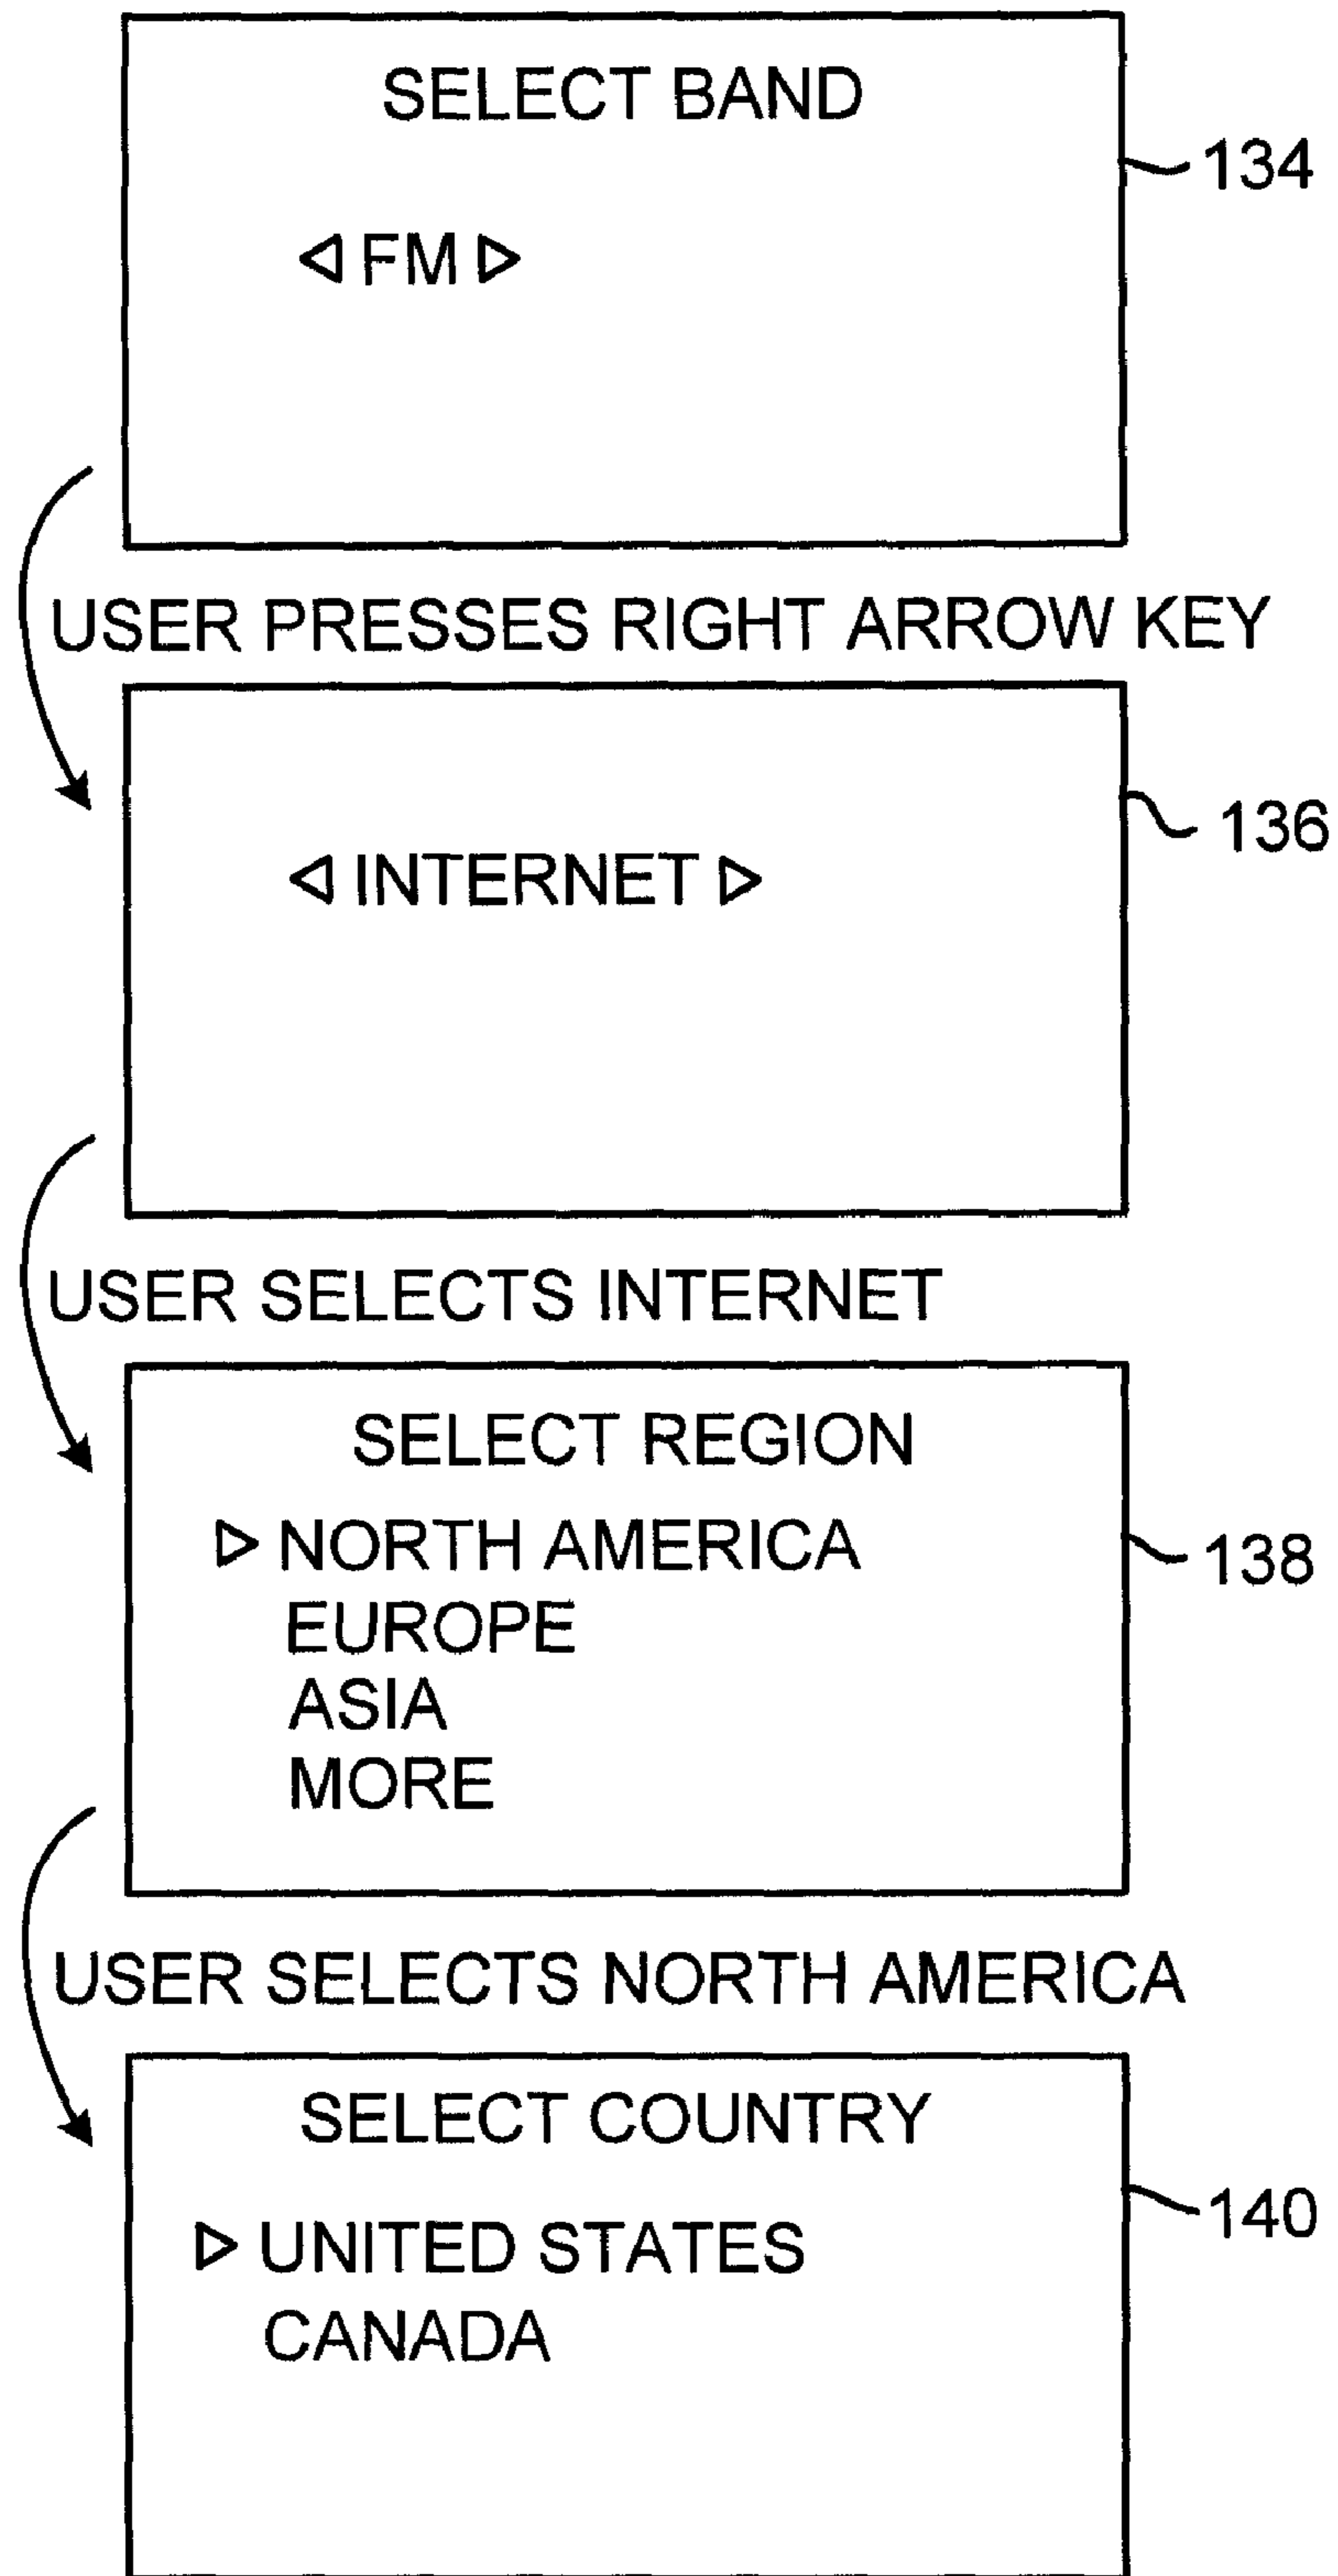 SELECT BAND
134
◁ FM ▷
USER PRESSES RIGHT ARROW KEY
136
◁ INTERNET ▷
USER SELECTS INTERNET
SELECT REGION
▷ NORTH AMERICA
138
EUROPE
ASIA
MORE
USER SELECTS NORTH AMERICA
SELECT COUNTRY
140
▷ UNITED STATES
CANADA